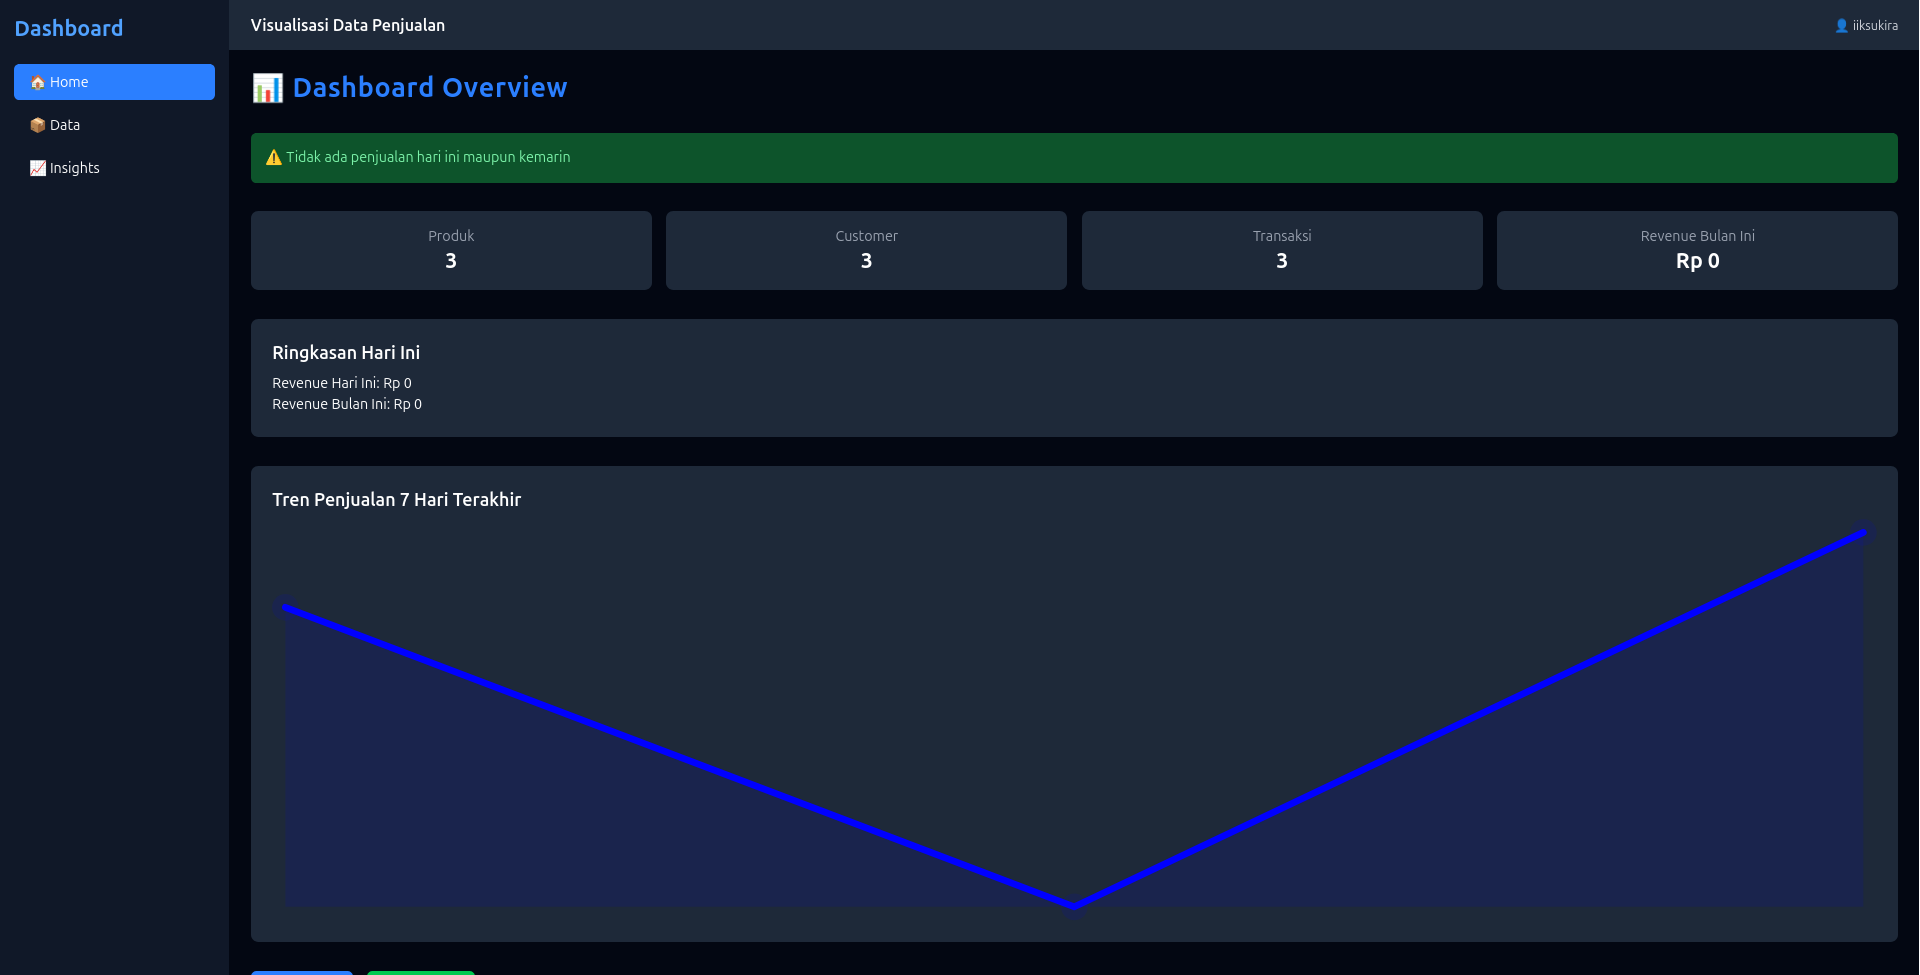 Dashboard
🏠 Home
📦 Data
📈 Insights
Visualisasi Data Penjualan
👤 iiksukira
📊 Dashboard Overview
⚠️ Tidak ada penjualan hari ini maupun kemarin
Produk
3
Customer
3
Transaksi
3
Revenue Bulan Ini
Rp 0
Ringkasan Hari Ini
Revenue Hari Ini: Rp 0
Revenue Bulan Ini: Rp 0
Tren Penjualan 7 Hari Terakhir